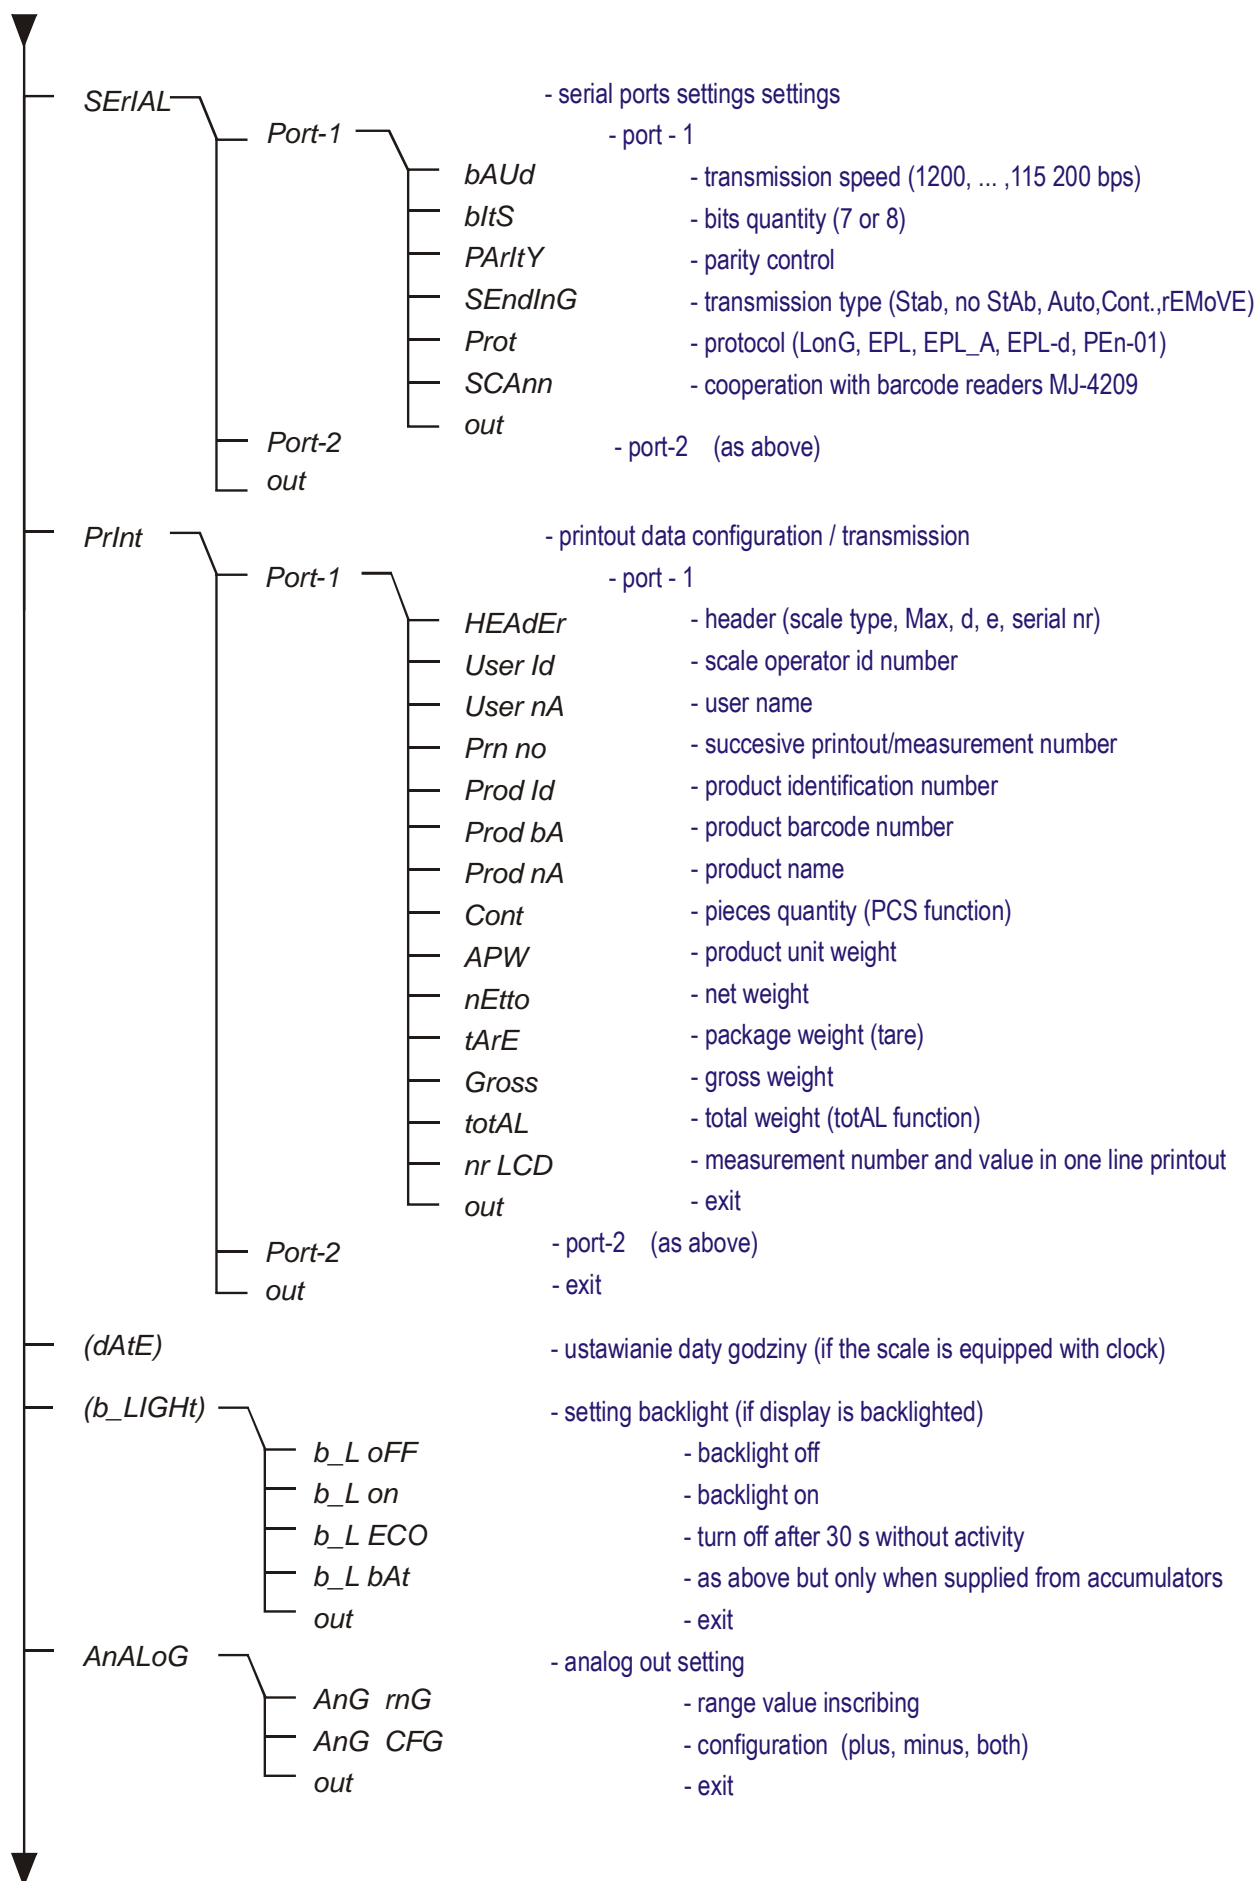 SErIAL - serial ports settings settings
Port-1 - port - 1
bAUd - transmission speed (1200, ... ,115 200 bps)
bItS - bits quantity (7 or 8)
PArItY - parity control
SEndInG - transmission type (Stab, no StAb, Auto,Cont.,rEMoVE)
Prot - protocol (LonG, EPL, EPL_A, EPL-d, PEn-01)
SCAnn - cooperation with barcode readers MJ-4209
out
Port-2 - port-2 (as above)
out
PrInt - printout data configuration / transmission
Port-1 - port - 1
HEAdEr - header (scale type, Max, d, e, serial nr)
User Id - scale operator id number
User nA - user name
Prn no - succesive printout/measurement number
Prod Id - product identification number
Prod bA - product barcode number
Prod nA - product name
Cont - pieces quantity (PCS function)
APW - product unit weight
nEtto - net weight
tArE - package weight (tare)
Gross - gross weight
totAL - total weight (totAL function)
nr LCD - measurement number and value in one line printout
out - exit
Port-2 - port-2 (as above)
out - exit
(dAtE) - ustawianie daty godziny (if the scale is equipped with clock)
(b_LIGHt) - setting backlight (if display is backlighted)
b_L oFF - backlight off
b_L on - backlight on
b_L ECO - turn off after 30 s without activity
b_L bAt - as above but only when supplied from accumulators
out - exit
AnALoG - analog out setting
AnG rnG - range value inscribing
AnG CFG - configuration (plus, minus, both)
out - exit